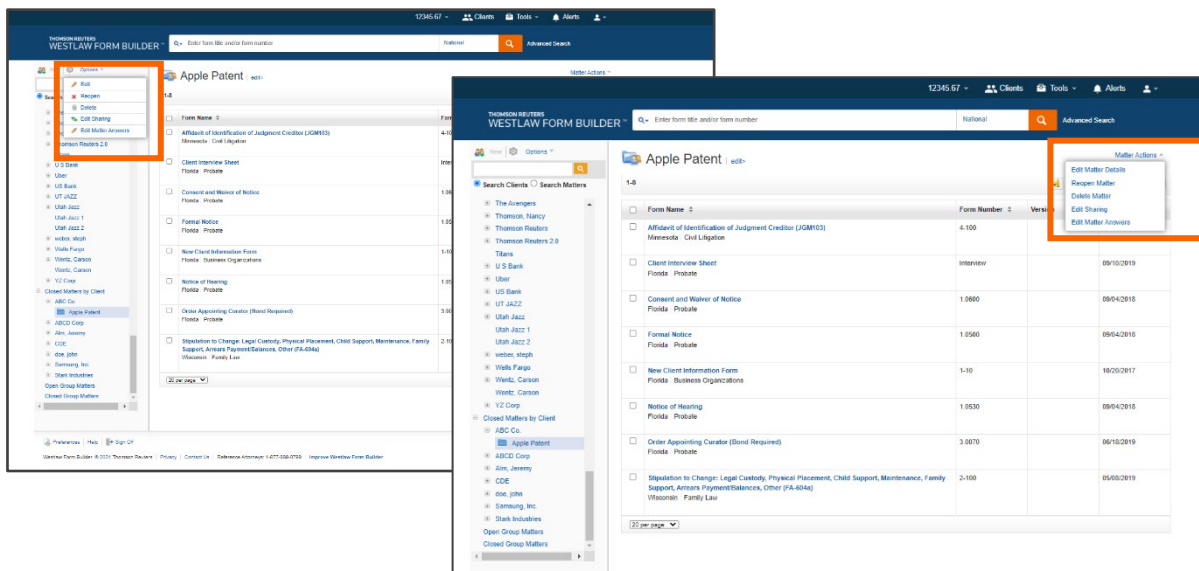 12345.67
Clients
Tools
Alerts
THOMSON REUTERS
WESTLAW FORM BUILDER™
Enter form title and/or form number
National
Advanced Search
Options
Edit
Reopen
Delete
Edit Sharing
Edit Matter Answers
Thomson Reuters 2.0
U S Bank
Uber
US Bank
UT JAZZ
Utah Jazz
Utah Jazz 1
Utah Jazz 2
weber, steph
Wells Fargo
Wentz, Carson
Wentz, Carson
YZ Corp
Closed Matters by Client
ABC Co.
Apple Patent
ABCD Corp
Alm, Jeremy
CDE
doe, john
Samsung, Inc.
Stark Industries
Open Group Matters
Closed Group Matters
Apple Patent | edit>
Matter Actions
1-8
Form Name
Affidavit of Identification of Judgment Creditor (JGM103)
Minnesota Civil Litigation
4-100
Client Interview Sheet
Florida Probate
Consent and Waiver of Notice
Florida Probate
Formal Notice
Florida Probate
New Client Information Form
Florida Business Organizations
1-10
Notice of Hearing
Florida Probate
Order Appointing Curator (Bond Required)
Florida Probate
Stipulation to Change: Legal Custody, Physical Placement, Child Support, Maintenance, Family
Support, Arrears Payment/Balances, Other (FA-604a)
Wisconsin Family Law
20 per page
Preferences | Help | Sign Off
Westlaw Form Builder © 2021 Thomson Reuters | Privacy | Contact Us | Reference Attorneys: 1-877-888-0799 | Improve Westlaw Form Builder
12345.67
Clients
Tools
Alerts
THOMSON REUTERS
WESTLAW FORM BUILDER™
Enter form title and/or form number
National
Advanced Search
New
Options
Search Clients
Search Matters
The Avengers
Thomson, Nancy
Thomson Reuters
Thomson Reuters 2.0
Titans
U S Bank
Uber
US Bank
UT JAZZ
Utah Jazz
Utah Jazz 1
Utah Jazz 2
weber, steph
Wells Fargo
Wentz, Carson
Wentz, Carson
YZ Corp
Closed Matters by Client
ABC Co.
Apple Patent
ABCD Corp
Alm, Jeremy
CDE
doe, john
Samsung, Inc.
Stark Industries
Open Group Matters
Closed Group Matters
Apple Patent | edit>
Matter Actions
Edit Matter Details
Reopen Matter
Delete Matter
Edit Sharing
Edit Matter Answers
1-8
Form Name
Form Number
Affidavit of Identification of Judgment Creditor (JGM103)
Minnesota Civil Litigation
4-100
Client Interview Sheet
Florida Probate
Interview
09/10/2019
Consent and Waiver of Notice
Florida Probate
1.0600
09/04/2018
Formal Notice
Florida Probate
1.0500
09/04/2018
New Client Information Form
Florida Business Organizations
1-10
10/20/2017
Notice of Hearing
Florida Probate
1.0530
09/04/2018
Order Appointing Curator (Bond Required)
Florida Probate
3.0070
06/18/2019
Stipulation to Change: Legal Custody, Physical Placement, Child Support, Maintenance, Family
Support, Arrears Payment/Balances, Other (FA-604a)
Wisconsin Family Law
2-100
05/08/2019
20 per page